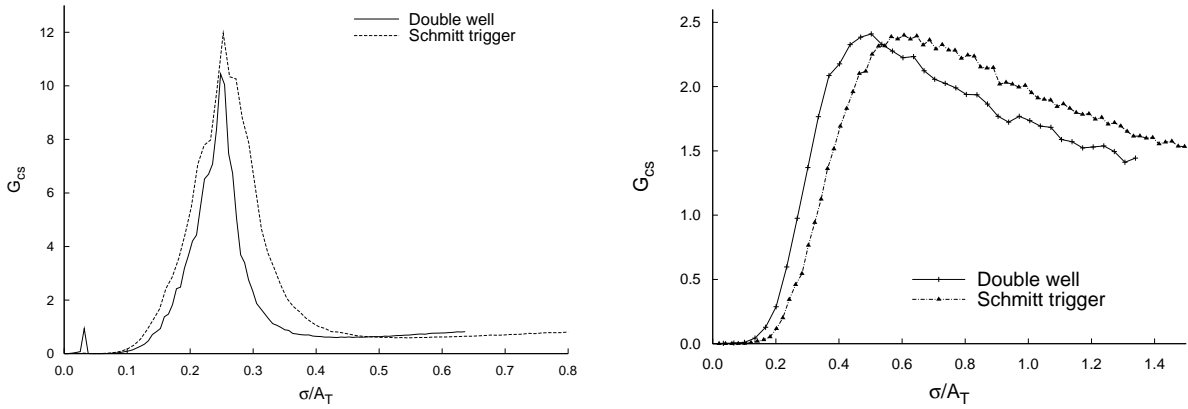 12
10
8
6
4
2
0
G_cs
0.0 0.1 0.2 0.3 0.4 0.5 0.6 0.7 0.8
σ/A_T
Double well
Schmitt trigger
2.5
2.0
1.5
1.0
0.5
0.0
G_cs
0.0 0.2 0.4 0.6 0.8 1.0 1.2 1.4
σ/A_T
Double well
Schmitt trigger